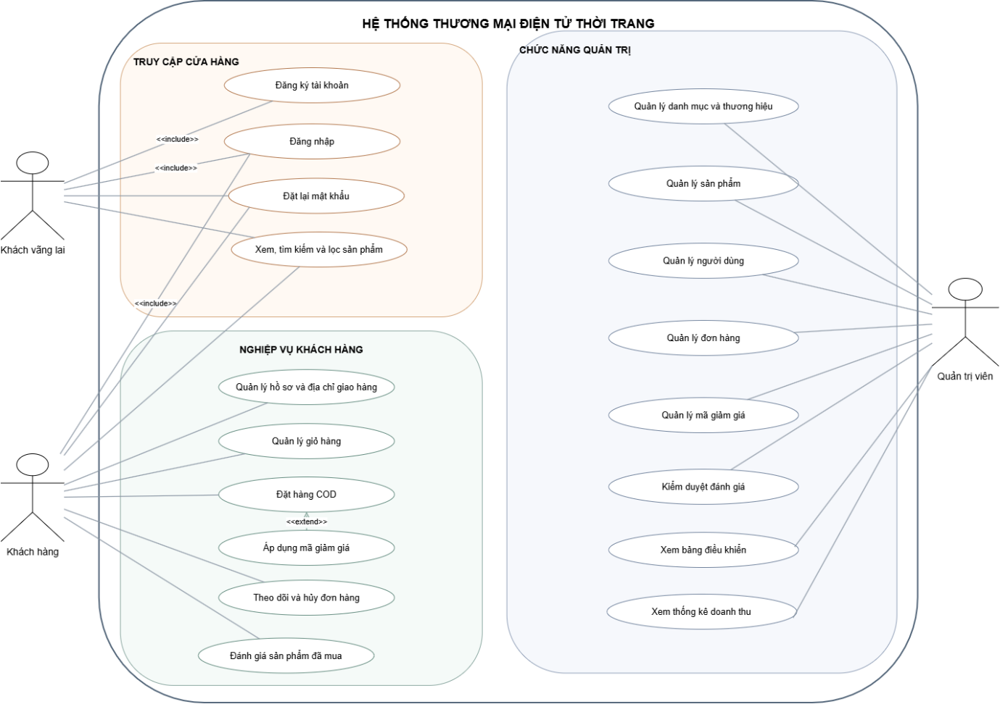 HỆ THỐNG THƯƠNG MẠI ĐIỆN TỬ THỜI TRANG
TRUY CẬP CỬA HÀNG
Đăng ký tài khoản
<<include>>
Đăng nhập
<<include>>
Đặt lại mật khẩu
Xem, tìm kiếm và lọc sản phẩm
Khách vãng lai
<<include>>
NGHIỆP VỤ KHÁCH HÀNG
Quản lý hồ sơ và địa chỉ giao hàng
Quản lý giỏ hàng
Đặt hàng COD
<<extend>>
Áp dụng mã giảm giá
Khách hàng
Theo dõi và hủy đơn hàng
Đánh giá sản phẩm đã mua
CHỨC NĂNG QUẢN TRỊ
Quản lý danh mục và thương hiệu
Quản lý sản phẩm
Quản lý người dùng
Quản lý đơn hàng
Quản lý mã giảm giá
Kiểm duyệt đánh giá
Xem bảng điều khiển
Xem thống kê doanh thu
Quản trị viên